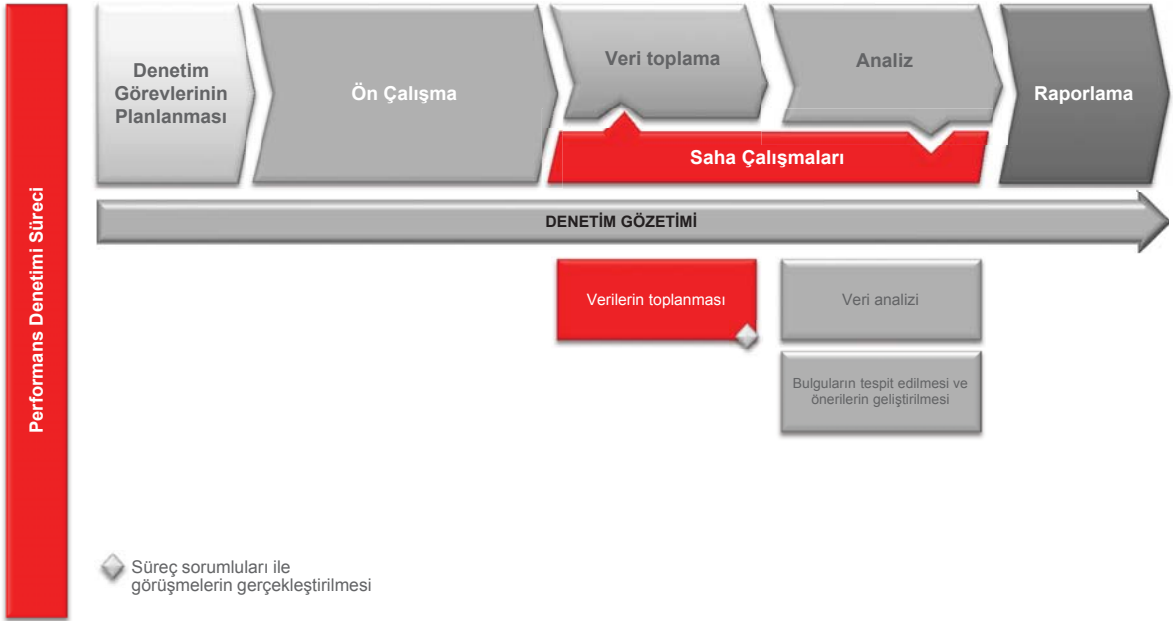 Performans Denetimi Süreci
Denetim
Görevlerinin
Planlanması
Ön Çalışma
Veri toplama
Analiz
Saha Çalışmaları
Raporlama
DENETİM GÖZETİMİ
Verilerin toplanması
Veri analizi
Bulguların tespit edilmesi ve
önerilerin geliştirilmesi
Süreç sorumluları ile
görüşmelerin gerçekleştirilmesi